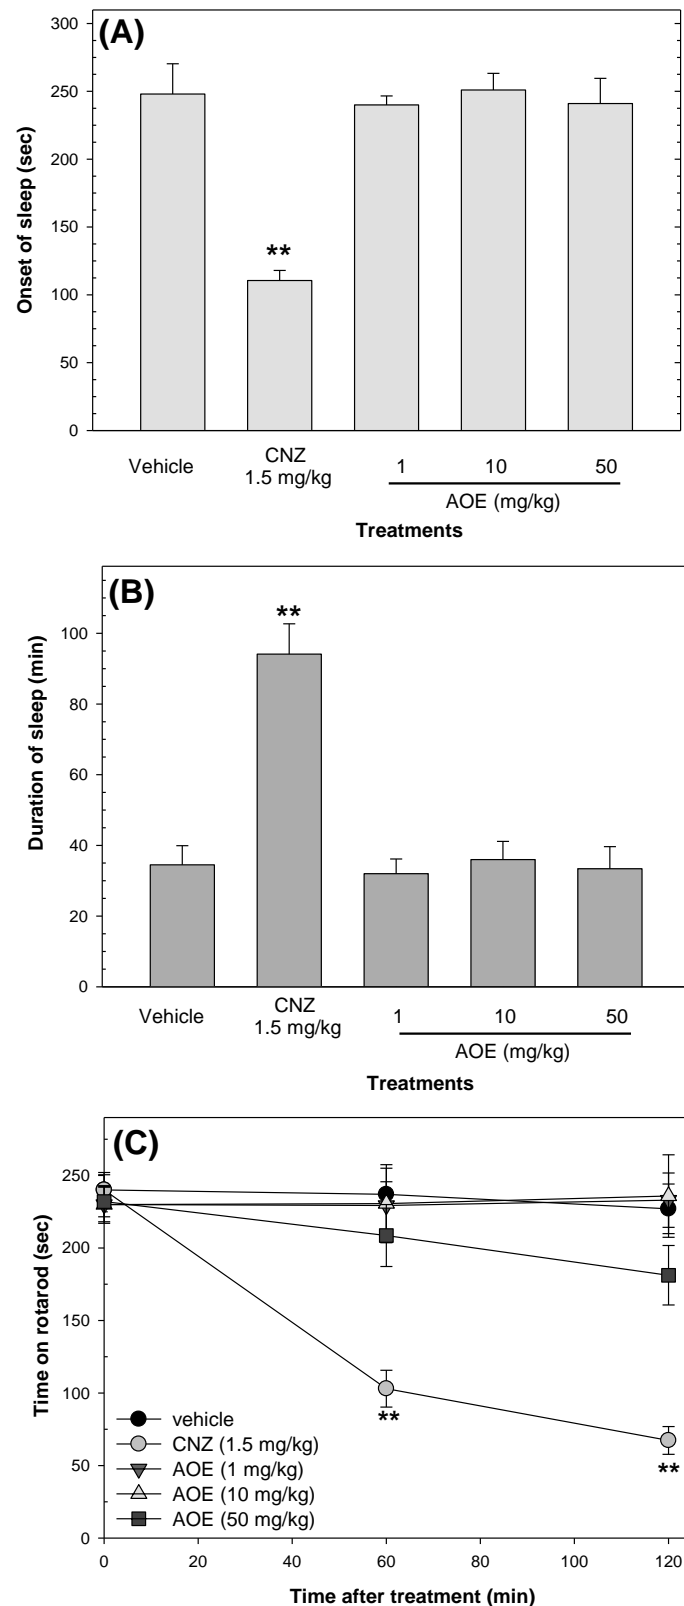 (A)
300
250
200
150
100
50
0
Onset of sleep (sec)
**
Vehicle
CNZ
1.5 mg/kg
1 10 50
AOE (mg/kg)
Treatments
(B)
100
80
60
40
20
0
Duration of sleep (min)
**
Vehicle
CNZ
1.5 mg/kg
1 10 50
AOE (mg/kg)
Treatments
(C)
250
200
150
100
50
0
Time on rotarod (sec)
**
**
vehicle
CNZ (1.5 mg/kg)
AOE (1 mg/kg)
AOE (10 mg/kg)
AOE (50 mg/kg)
0 20 40 60 80 100 120
Time after treatment (min)